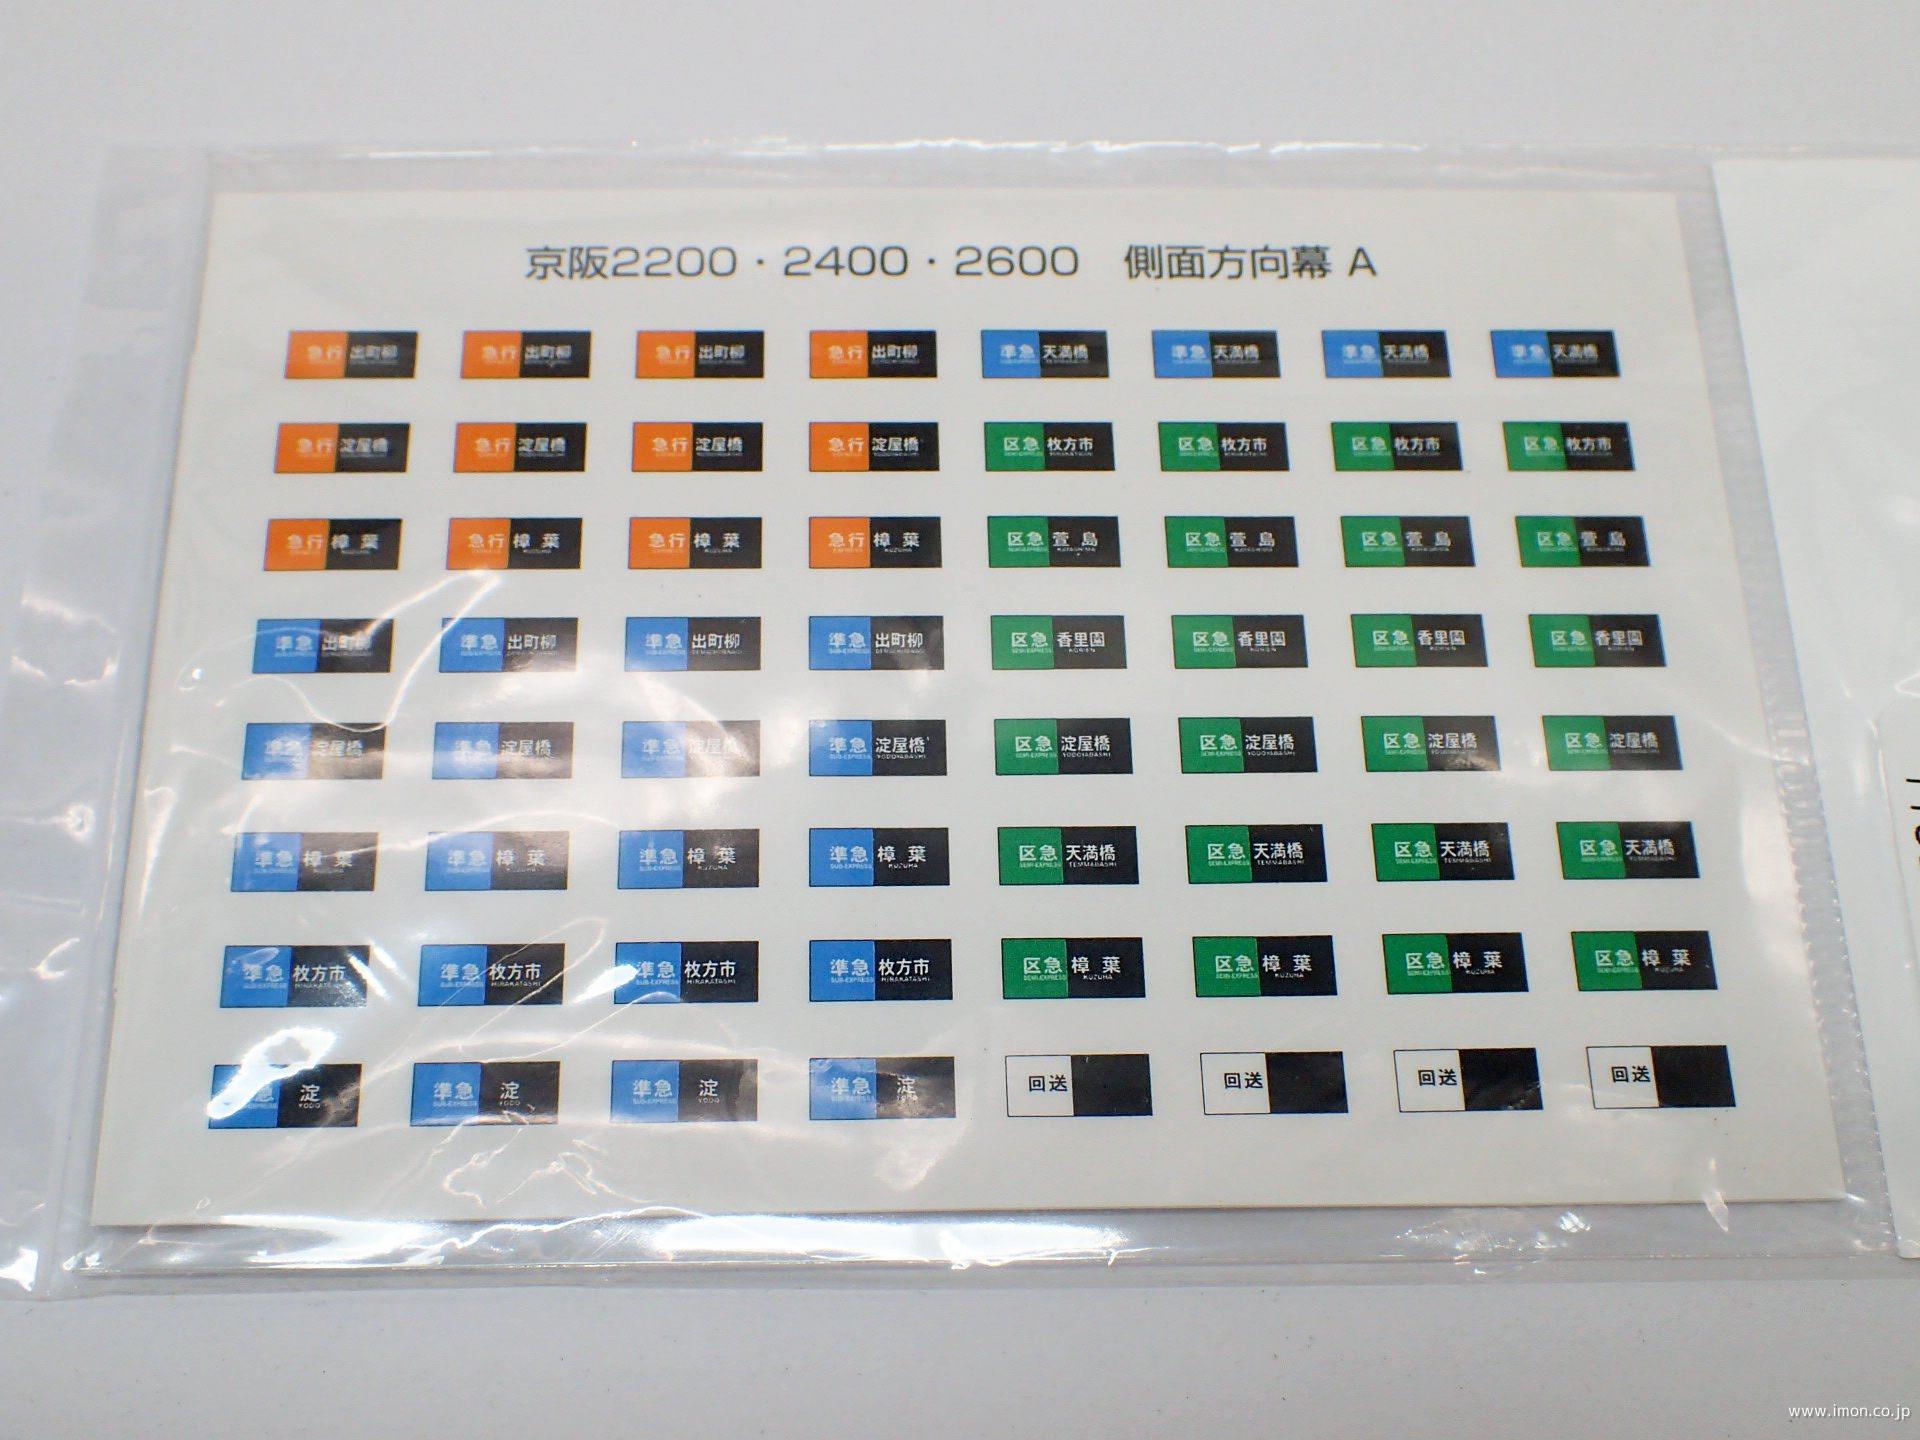 京阪2200・2400・2600　側面方向幕 A
急行 出町柳 急行 出町柳 急行 出町柳 急行 出町柳 準急 天満橋 準急 天満橋 準急 天満橋 準急 天満橋
急行 淀屋橋 急行 淀屋橋 急行 淀屋橋 急行 淀屋橋 区急 枚方市 区急 枚方市 区急 枚方市 区急 枚方市
急行 樟葉 急行 樟葉 急行 樟葉 急行 樟葉 区急 萱島 区急 萱島 区急 萱島 区急 萱島
準急 出町柳 準急 出町柳 準急 出町柳 準急 出町柳 区急 香里園 区急 香里園 区急 香里園 区急 香里園
準急 淀屋橋 準急 淀屋橋 準急 淀屋橋 準急 淀屋橋 区急 淀屋橋 区急 淀屋橋 区急 淀屋橋 区急 淀屋橋
準急 樟葉 準急 樟葉 準急 樟葉 準急 樟葉 区急 天満橋 区急 天満橋 区急 天満橋 区急 天満橋
準急 枚方市 準急 枚方市 準急 枚方市 準急 枚方市 区急 樟葉 区急 樟葉 区急 樟葉 区急 樟葉
急 淀 準急 淀 準急 淀 準急 淀 回送 回送 回送 回送
www.imon.co.jp